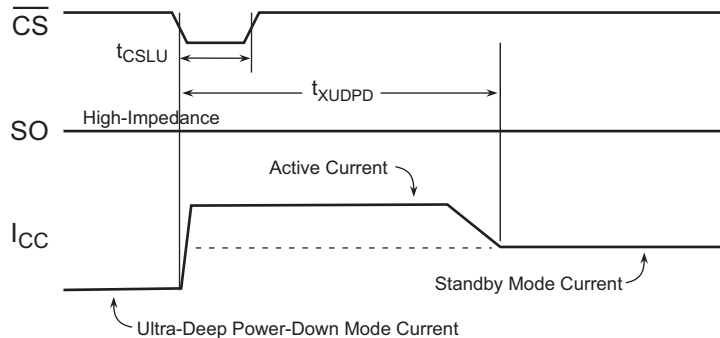 CS
tCSLU
tXUDPD
High-Impedance
SO
Active Current
ICC
Standby Mode Current
Ultra-Deep Power-Down Mode Current